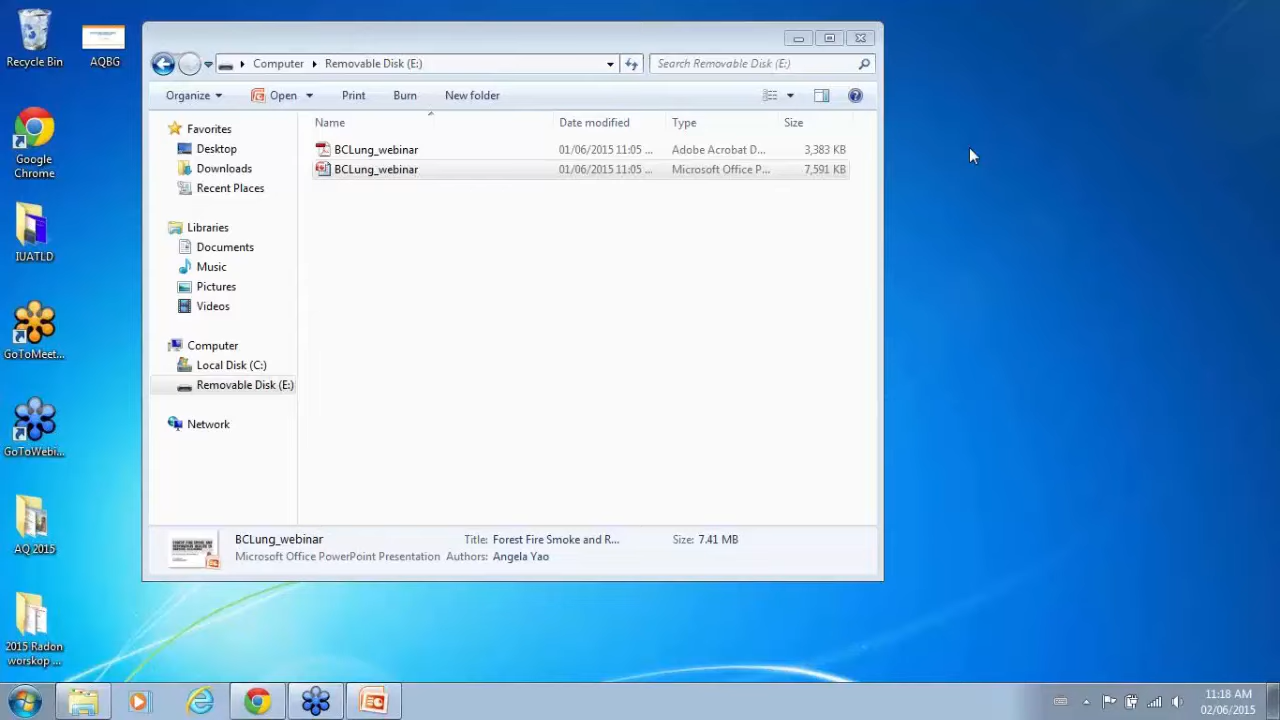 Recycle Bin
AQBG
Google Chrome
IUATLD
GoToMeet...
GoToWebi...
AQ 2015
2015 Radon worskop ...
Computer
Removable Disk (E:)
Search Removable Disk (E:)
Organize
Open
Print
Burn
New folder
Name
Date modified
Type
Size
Favorites
Desktop
Downloads
Recent Places
Libraries
Documents
Music
Pictures
Videos
Computer
Local Disk (C:)
Removable Disk (E:)
Network
BCLung_webinar 01/06/2015 11:05 ... Adobe Acrobat D... 3,383 KB
BCLung_webinar 01/06/2015 11:05 ... Microsoft Office P... 7,591 KB
BCLung_webinar Title: Forest Fire Smoke and R... Size: 7.41 MB
Microsoft Office PowerPoint Presentation Authors: Angela Yao
11:18 AM
02/06/2015